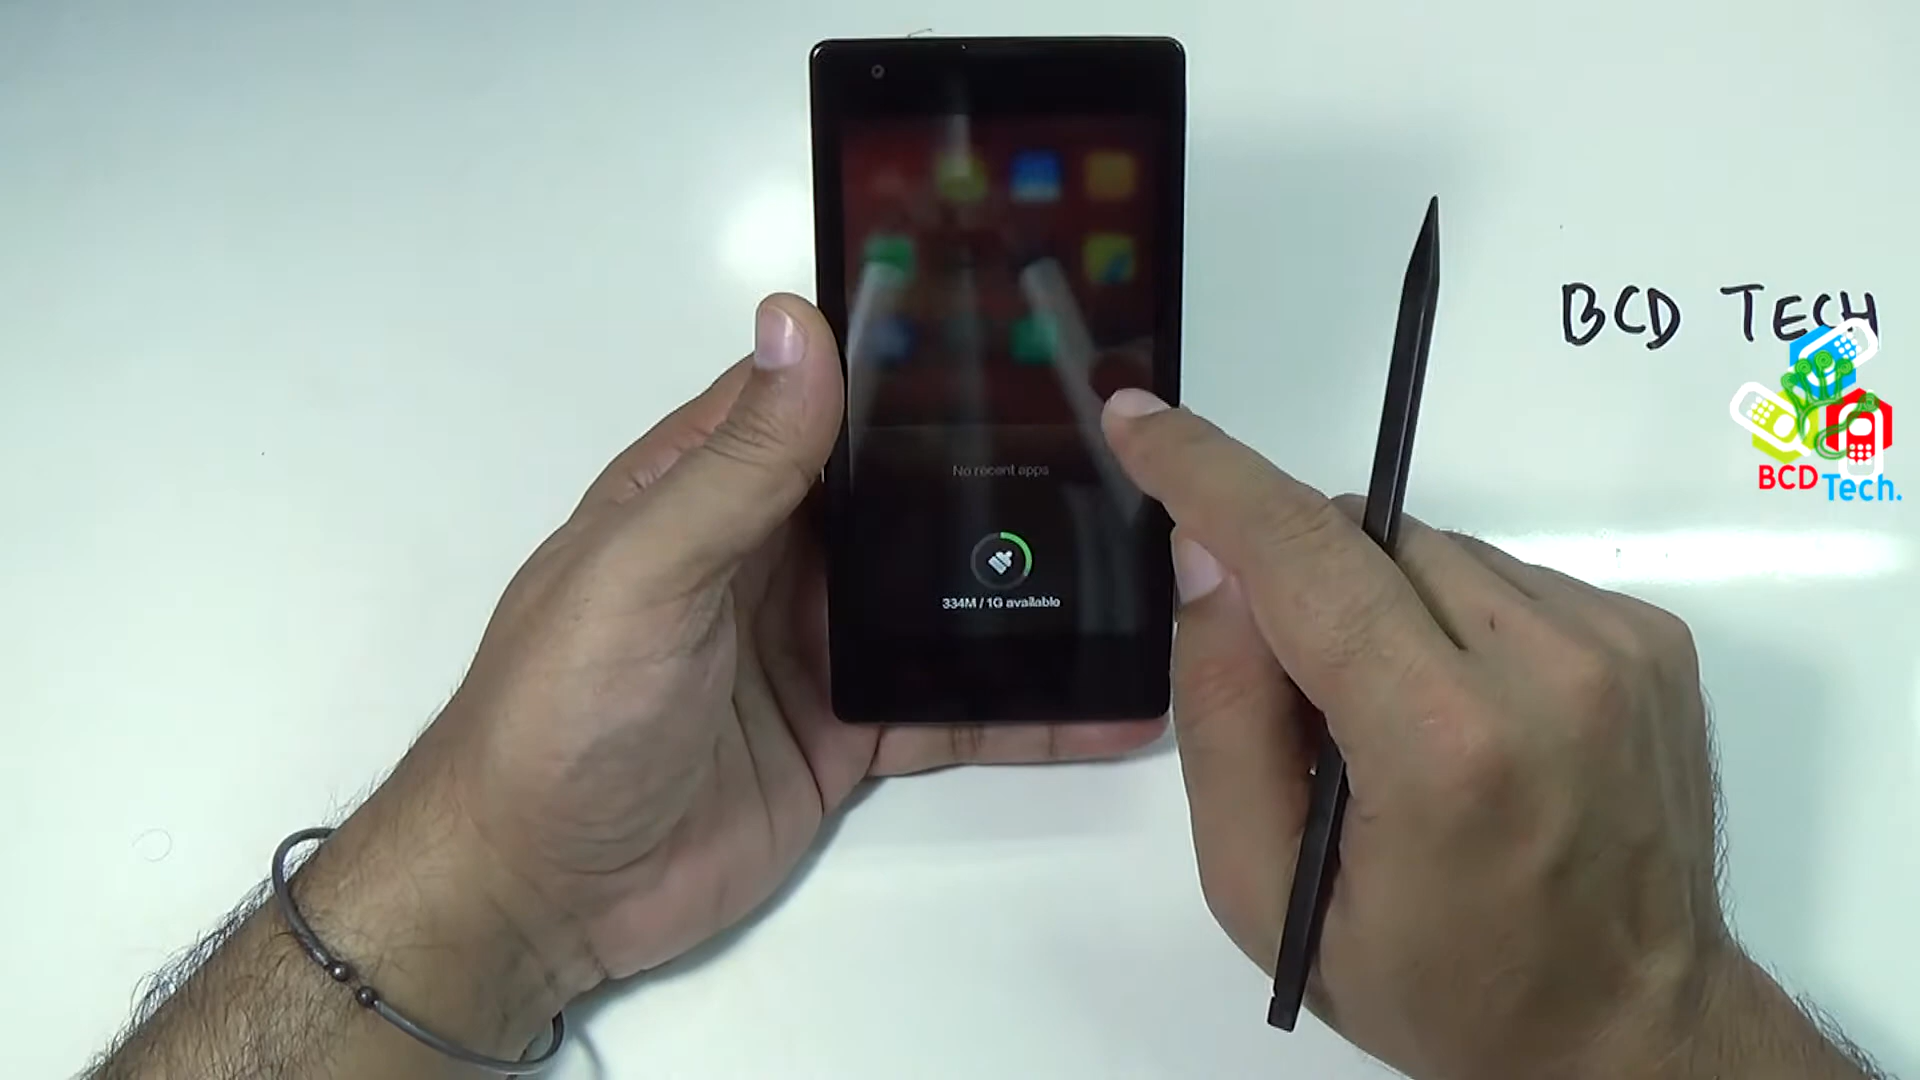 BCD TECH
BCD Tech.
No recent apps
334M / 1G available